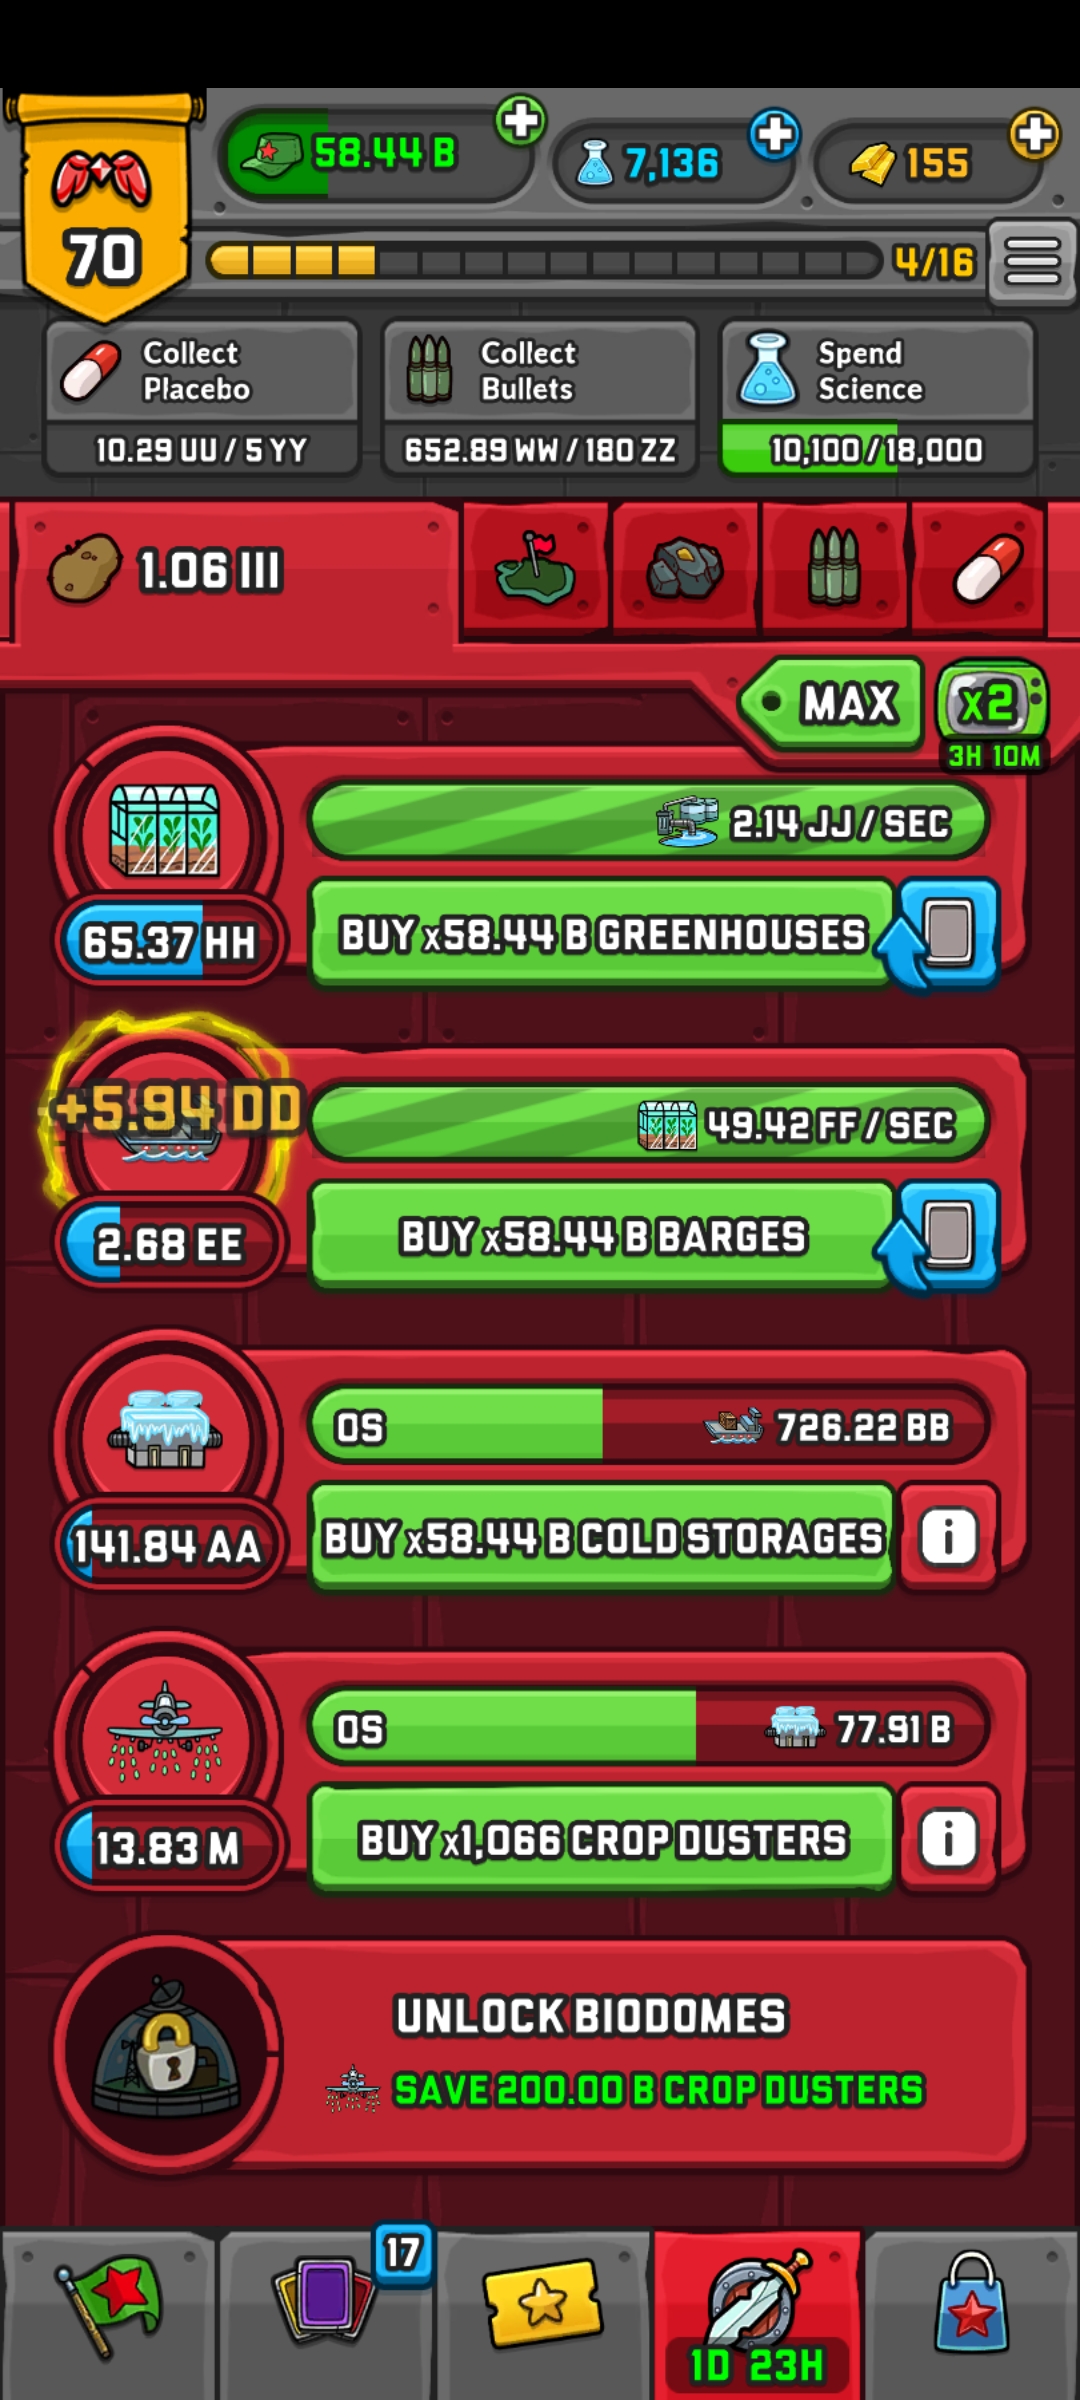 58.44 B
7,136
155
70
4/16
Collect Placebo
10.29 UU / 5 YY
Collect Bullets
652.89 WW / 180 ZZ
Spend Science
10,100 / 18,000
1.06 III
MAX
x2
3H 10M
2.14 JJ / SEC
65.37 HH
BUY x58.44 B GREENHOUSES
+5.94 DD
49.42 FF / SEC
2.68 EE
BUY x58.44 B BARGES
0S
726.22 BB
141.84 AA
BUY x58.44 B COLD STORAGES
i
0S
77.91 B
13.83 M
BUY x1,066 CROP DUSTERS
i
UNLOCK BIODOMES
SAVE 200.00 B CROP DUSTERS
17
1D 23H